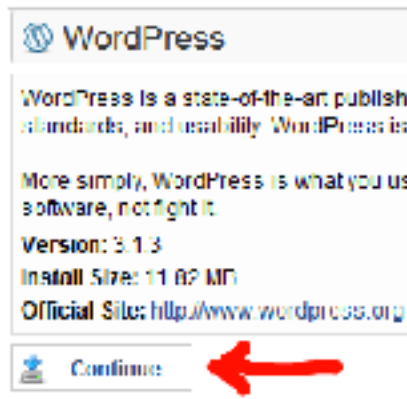 WordPress
WordPress is a state-of-the-art publish
standards, and usability. WordPress is
More simply, WordPress is what you us
software, not fight it.
Version: 3.1.3
Install Size: 11.82 MB
Official Site: http://www.wordpress.org
Continue